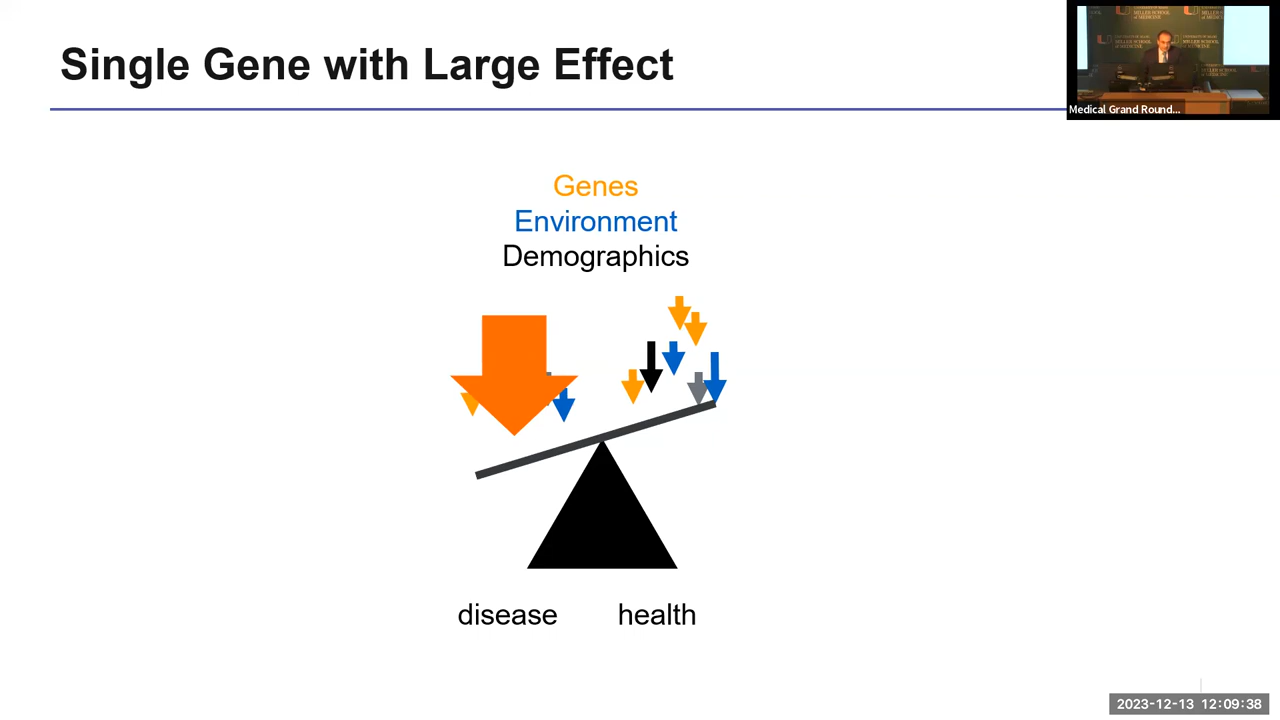 Single Gene with Large Effect
Medical Grand Round...
Genes
Environment
Demographics
disease
health
2023-12-13 12:09:38